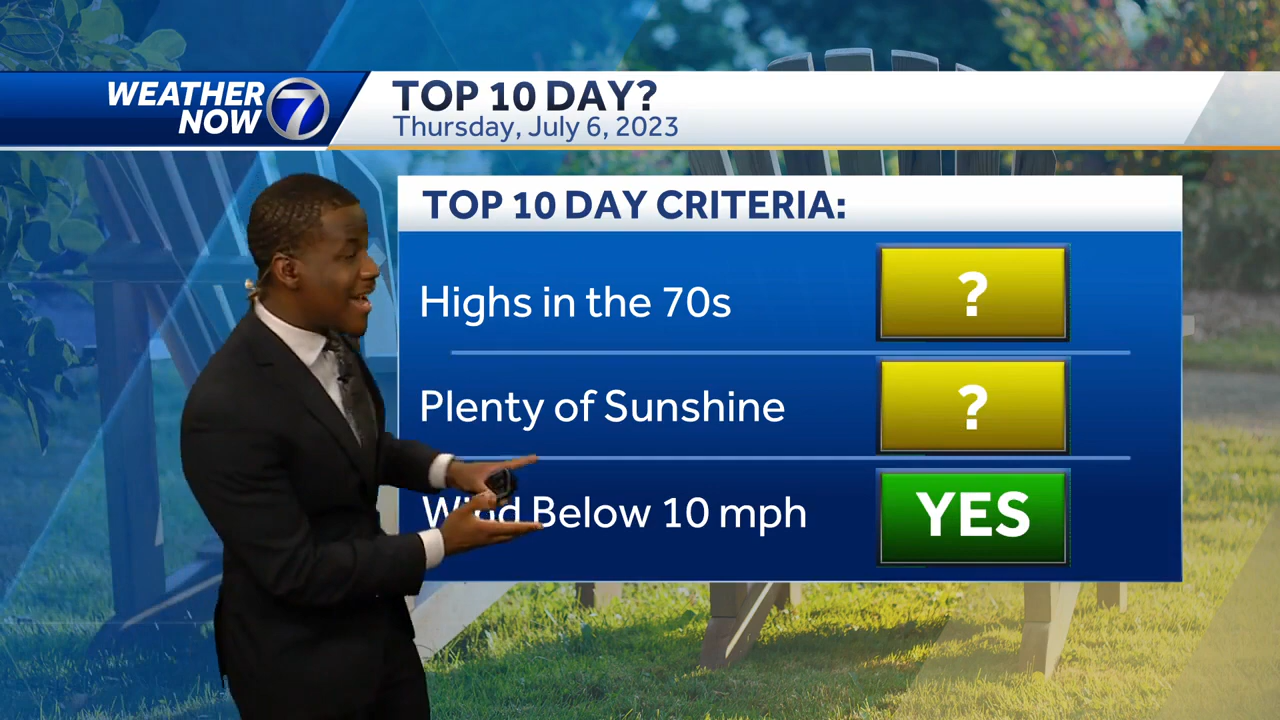 WEATHER
NOW 7
TOP 10 DAY?
Thursday, July 6, 2023
TOP 10 DAY CRITERIA:
Highs in the 70s ?
Plenty of Sunshine ?
Wind Below 10 mph YES